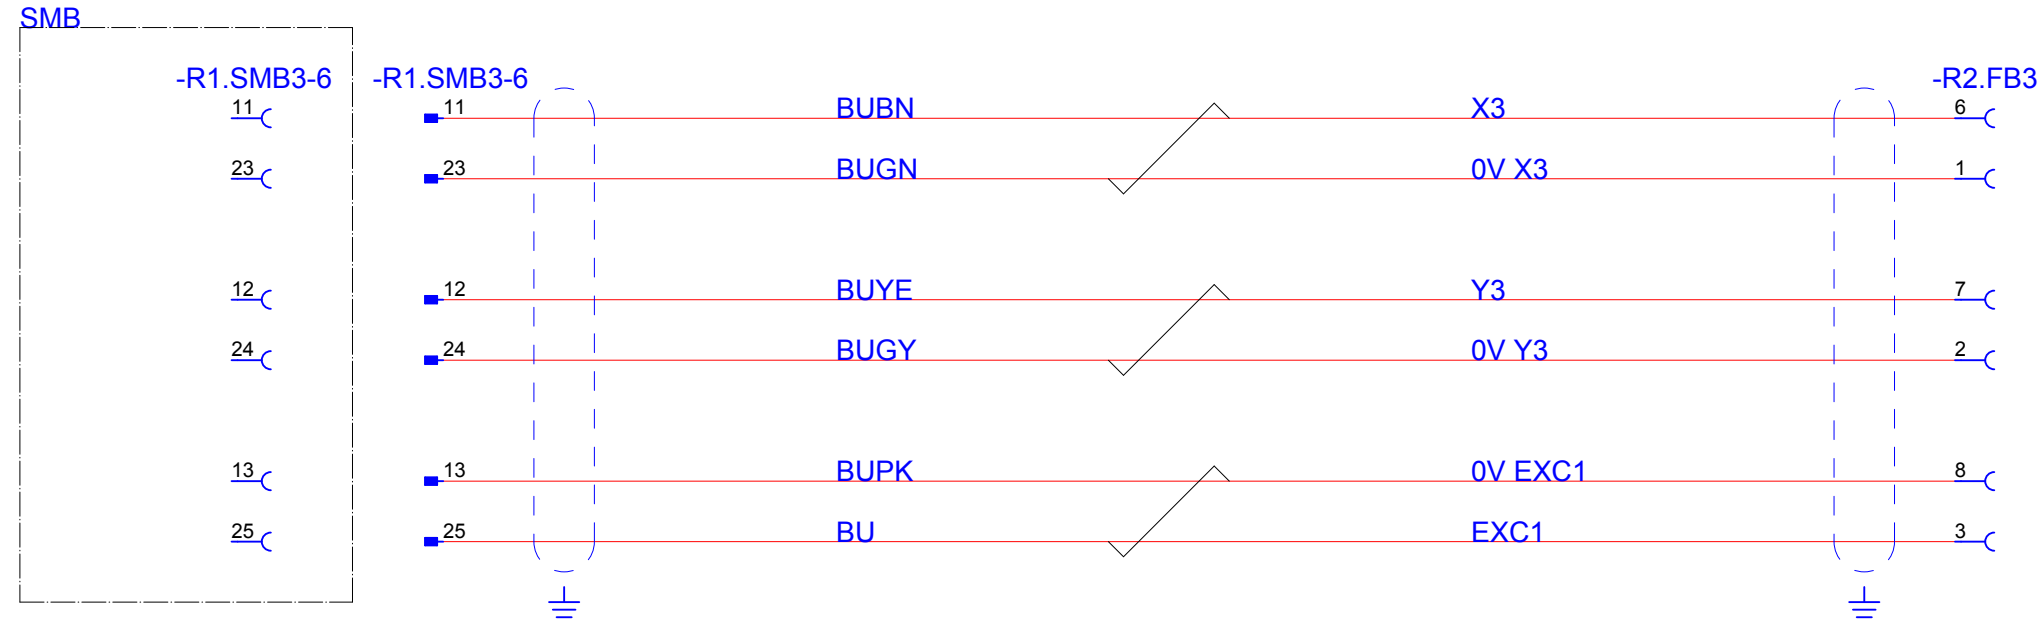 SMB
-R1.SMB3-6 -R1.SMB3-6 -R2.FB3
11 11 BUBN X3 6
23 23 BUGN 0V X3 1
12 12 BUYE Y3 7
24 24 BUGY 0V Y3 2
13 13 BUPK 0V EXC1 8
25 25 BU EXC1 3